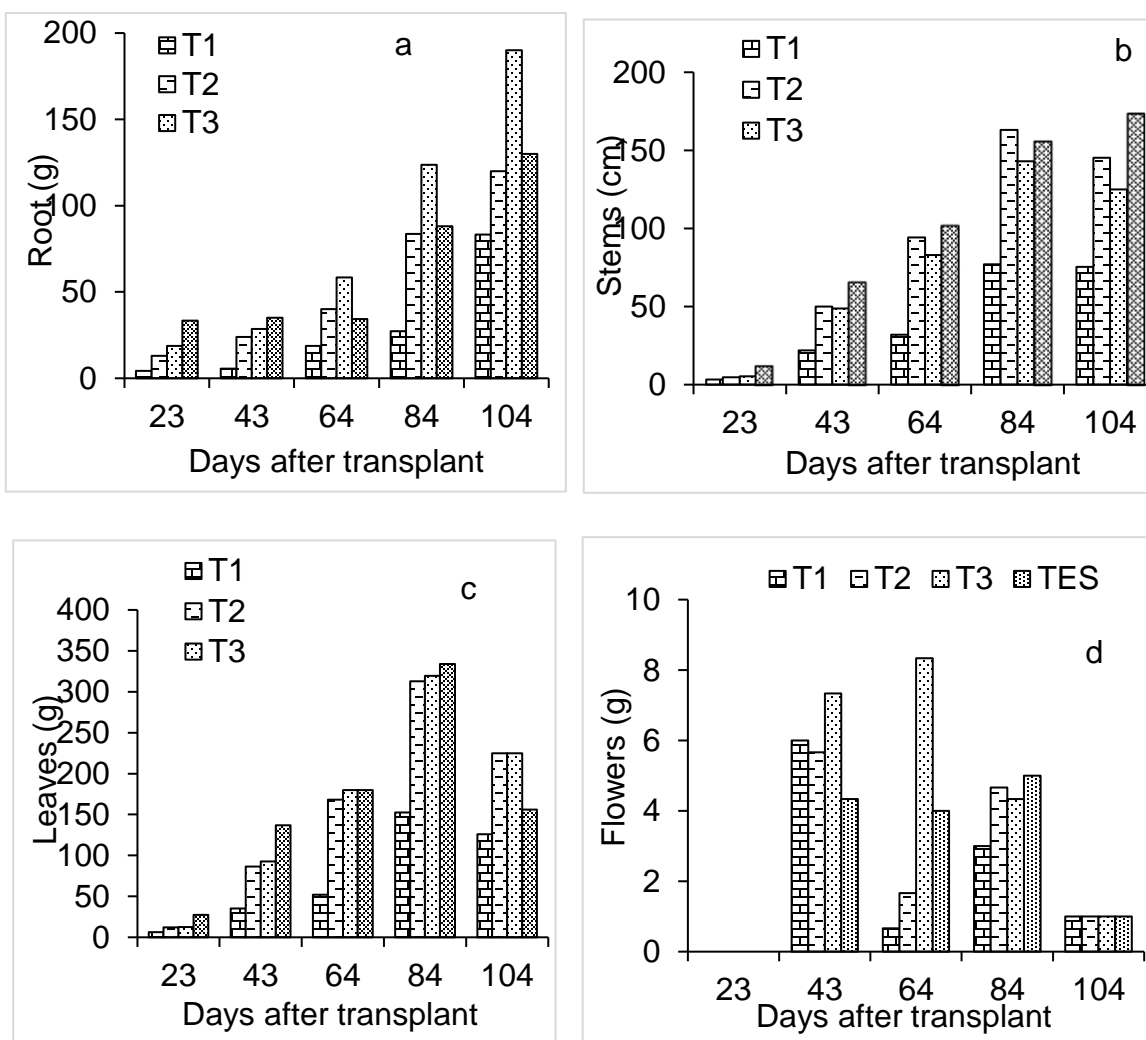 a
T1
T2
T3
200
150
100
50
0
Root (g)
23 43 64 84 104
Days after transplant
b
T1
T2
T3
200
150
100
50
0
Stems (cm)
23 43 64 84 104
Days after transplant
c
T1
T2
T3
400
350
300
250
200
150
100
50
0
Leaves (g)
23 43 64 84 104
Days after transplant
T1 T2 T3 TES
d
10
8
6
4
2
0
Flowers (g)
23 43 64 84 104
Days after transplant